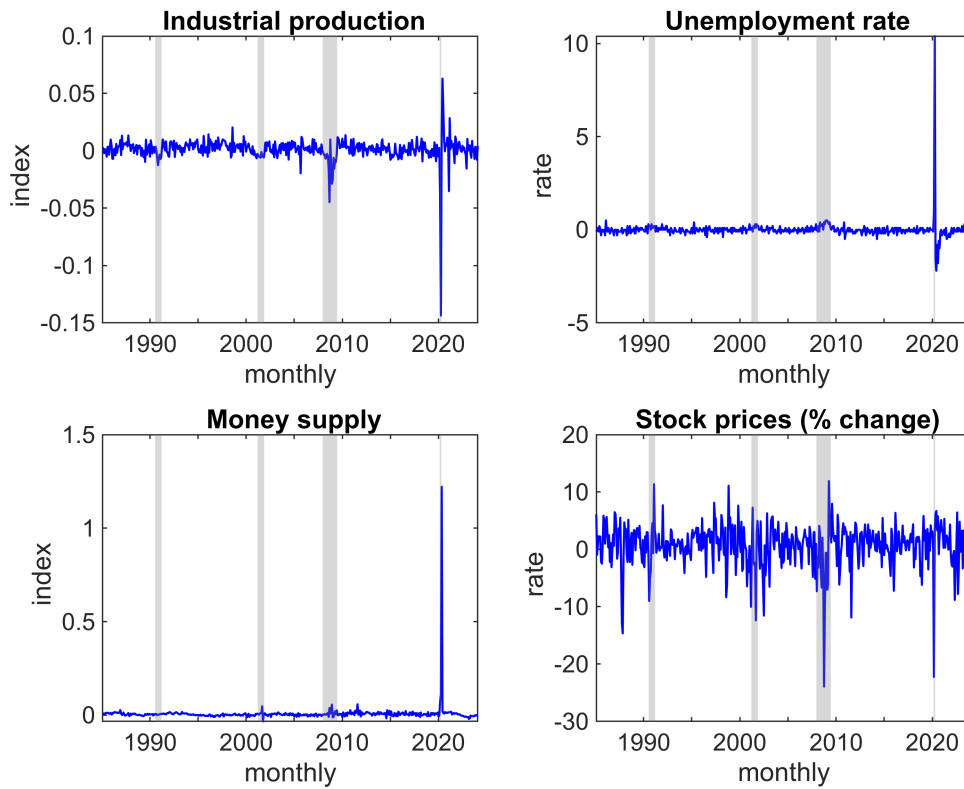 Industrial production
0.1
0.05
0
-0.05
-0.1
-0.15
index
1990 2000 2010 2020
monthly
Unemployment rate
10
5
0
-5
rate
1990 2000 2010 2020
monthly
Money supply
1.5
1
0.5
0
index
1990 2000 2010 2020
monthly
Stock prices (% change)
20
10
0
-10
-20
-30
rate
1990 2000 2010 2020
monthly